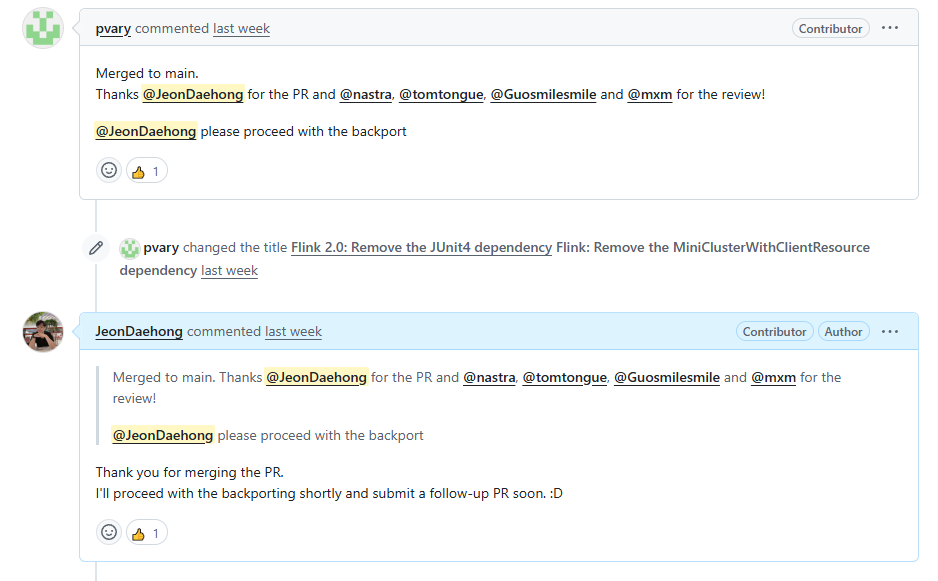 pvary commented last week Contributor ...
Merged to main.
Thanks @JeonDaehong for the PR and @nastra, @tomtongue, @Guosmilesmile and @mxm for the review!
@JeonDaehong please proceed with the backport
👍 1
pvary changed the title Flink 2.0: Remove the JUnit4 dependency Flink: Remove the MiniClusterWithClientResource
dependency last week
JeonDaehong commented last week Contributor Author ...
Merged to main. Thanks @JeonDaehong for the PR and @nastra, @tomtongue, @Guosmilesmile and @mxm for the
review!
@JeonDaehong please proceed with the backport
Thank you for merging the PR.
I'll proceed with the backporting shortly and submit a follow-up PR soon. :D
👍 1